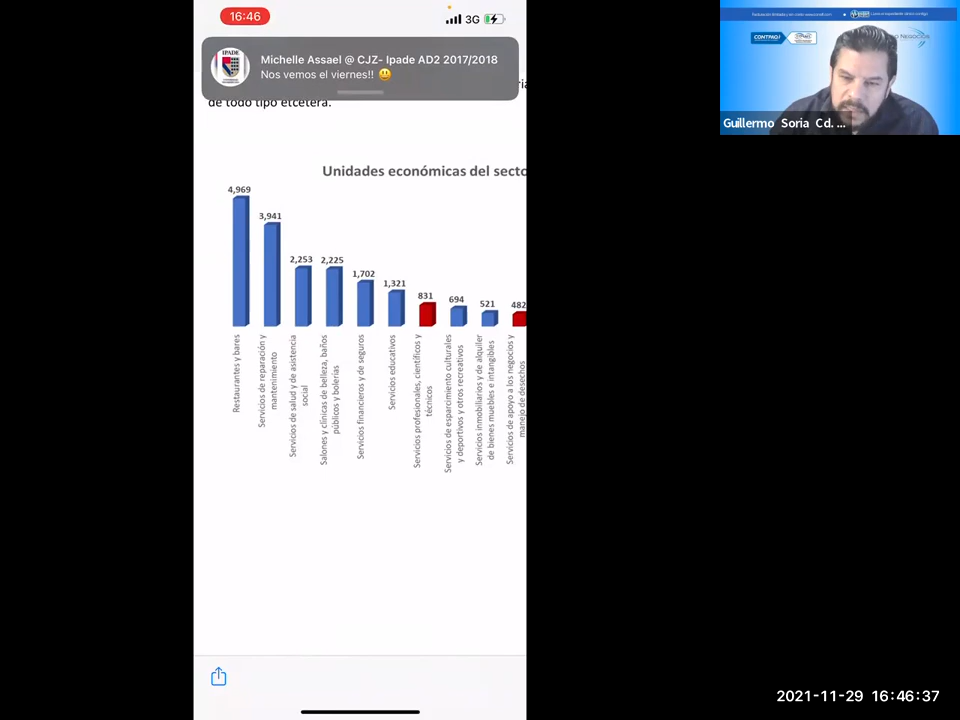 16:46
3G
IPADE
Michelle Assael @ CJZ- Ipade AD2 2017/2018
Nos vemos el viernes!! 😃
ria
de todo tipo etcétera.
Unidades económicas del secto
4,969
3,941
2,253
2,225
1,702
1,321
831
694
521
482
Restaurantes y bares
Servicios de reparación y
mantenimiento
Servicios de salud y de asistencia
social
Salones y clínicas de belleza, baños
públicos y bolerías
Servicios financieros y de seguros
Servicios educativos
Servicios profesionales, científicos y
técnicos
Servicios de esparcimiento culturales
y deportivos y otros recreativos
Servicios inmobiliarios y de alquiler
de bienes muebles e intangibles
Servicios de apoyo a los negocios y
manejo de desechos
CONTPAQi
NEGOCIOS
Guillermo Soria Cd. ...
2021-11-29 16:46:37